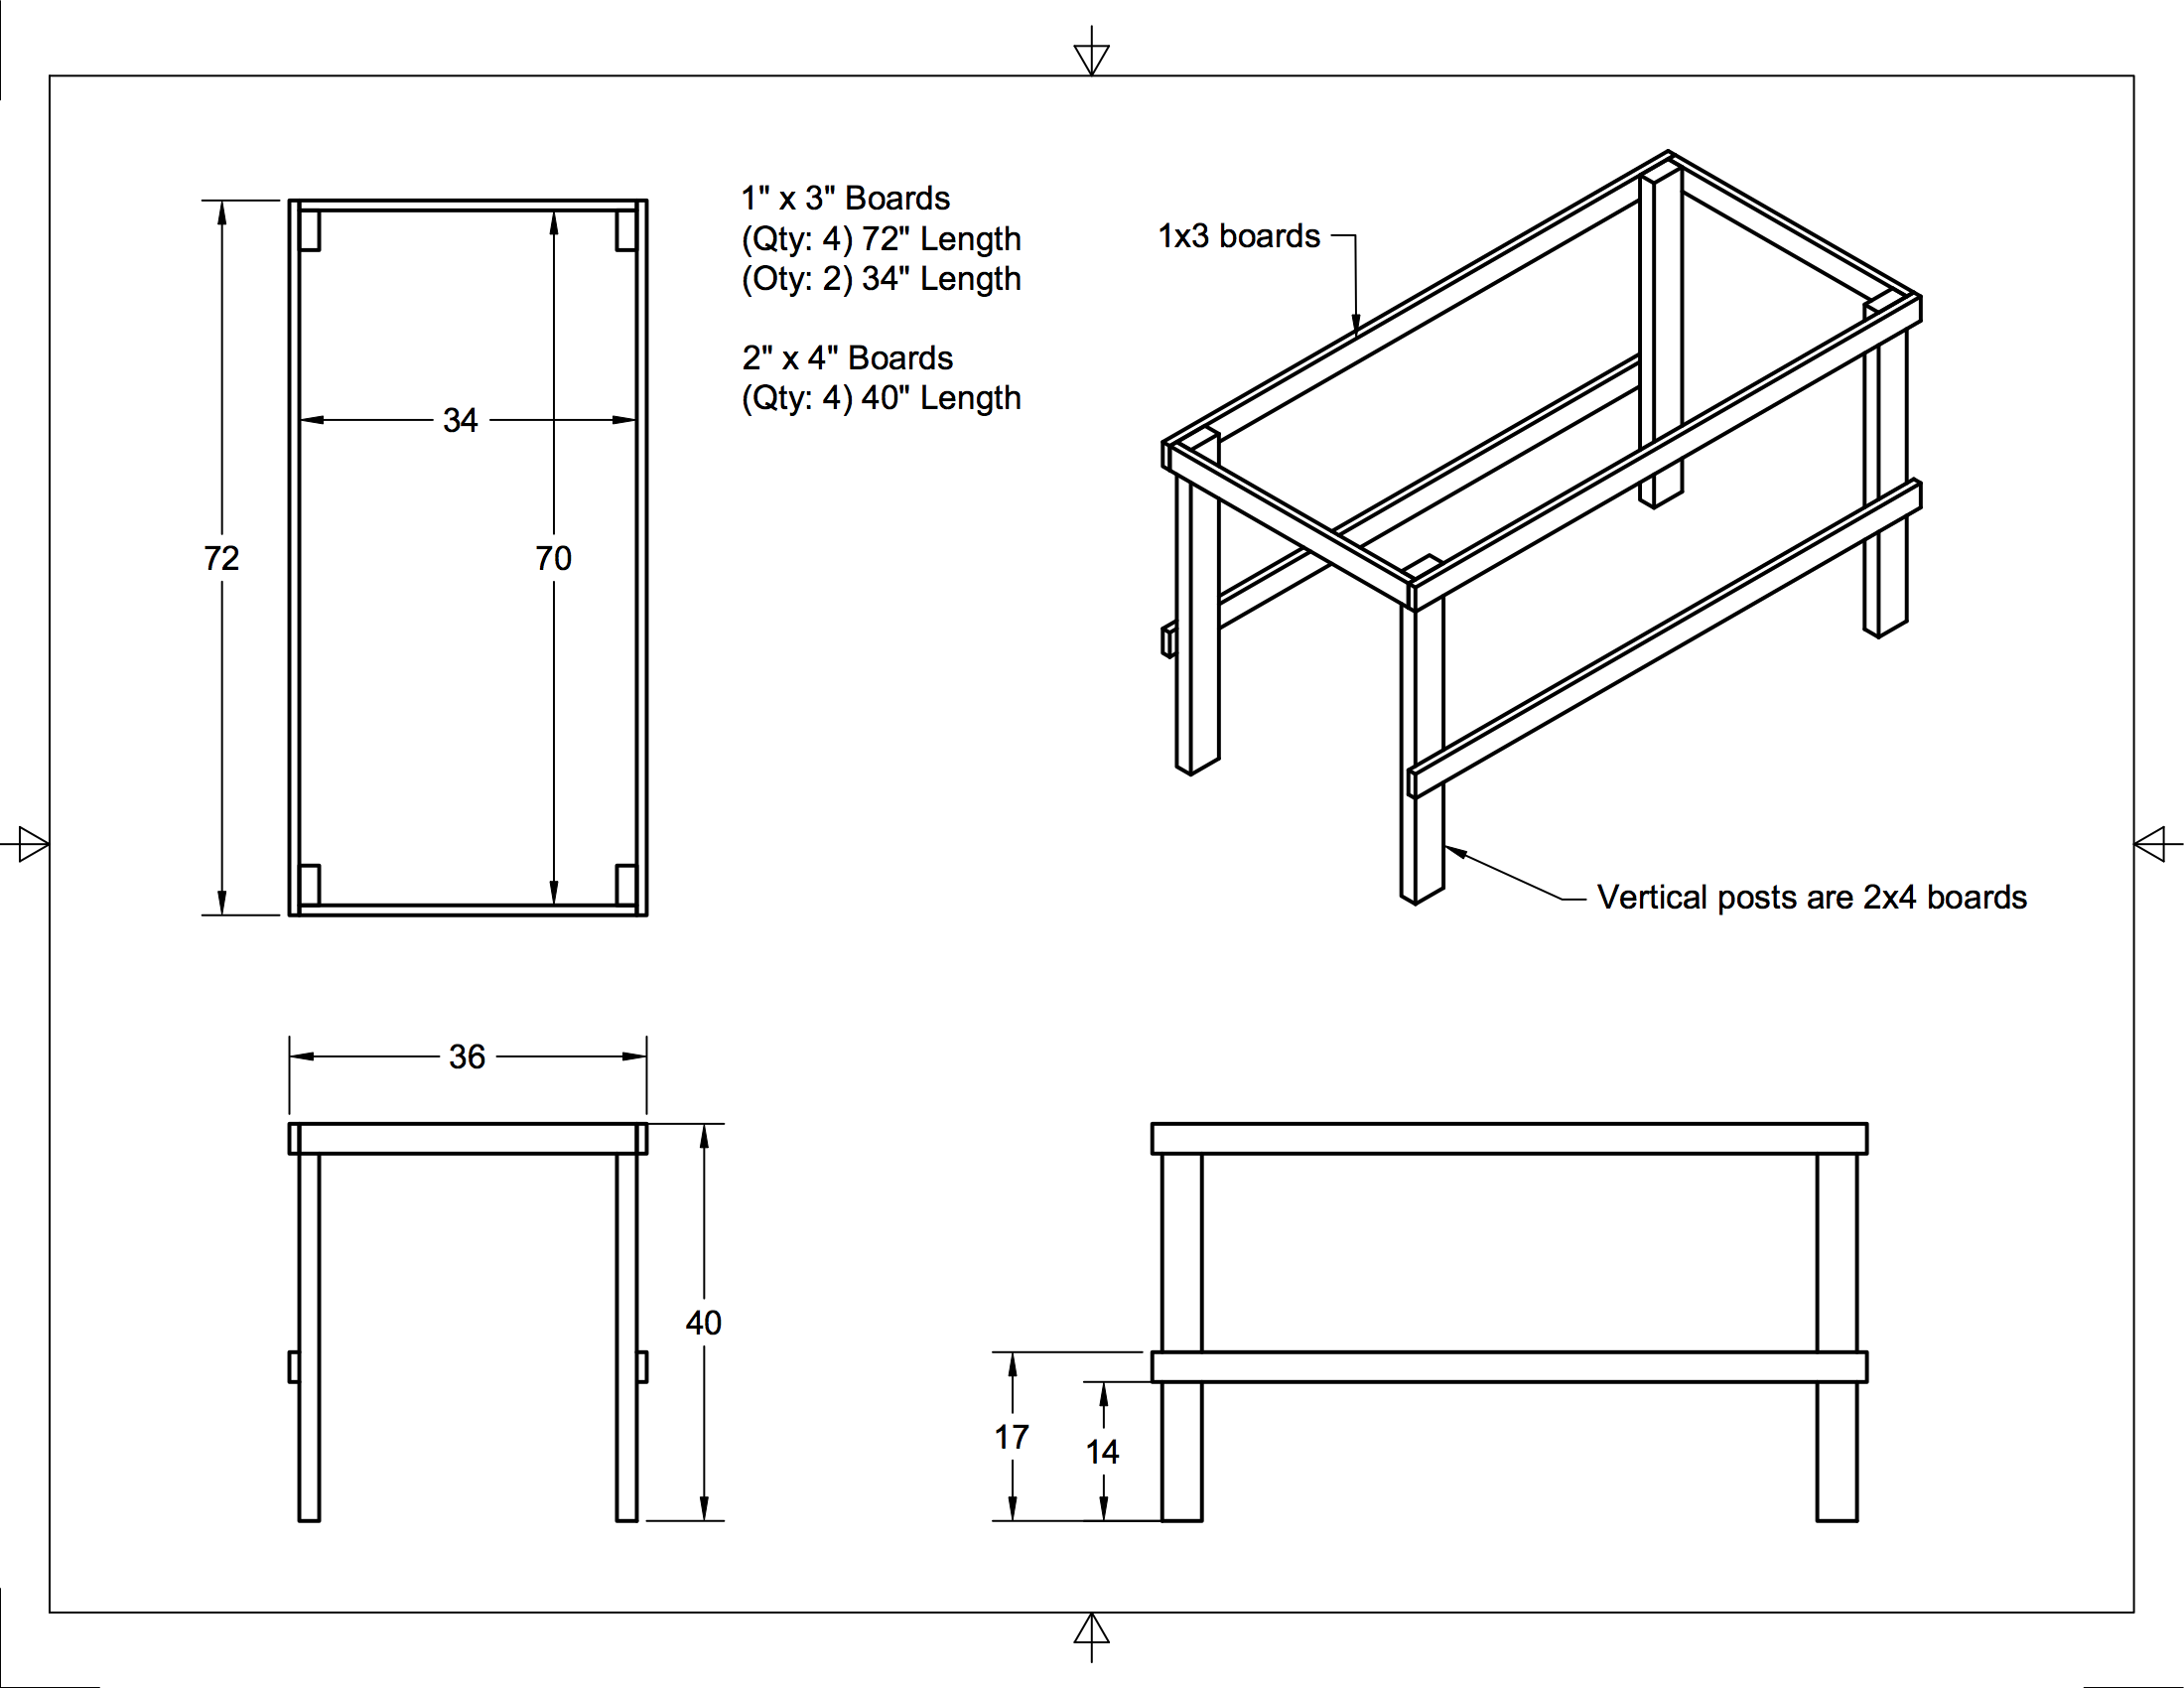 1" x 3" Boards
(Qty: 4) 72" Length
(Oty: 2) 34" Length
2" x 4" Boards
(Qty: 4) 40" Length
1x3 boards
34
72
70
Vertical posts are 2x4 boards
36
40
17
14